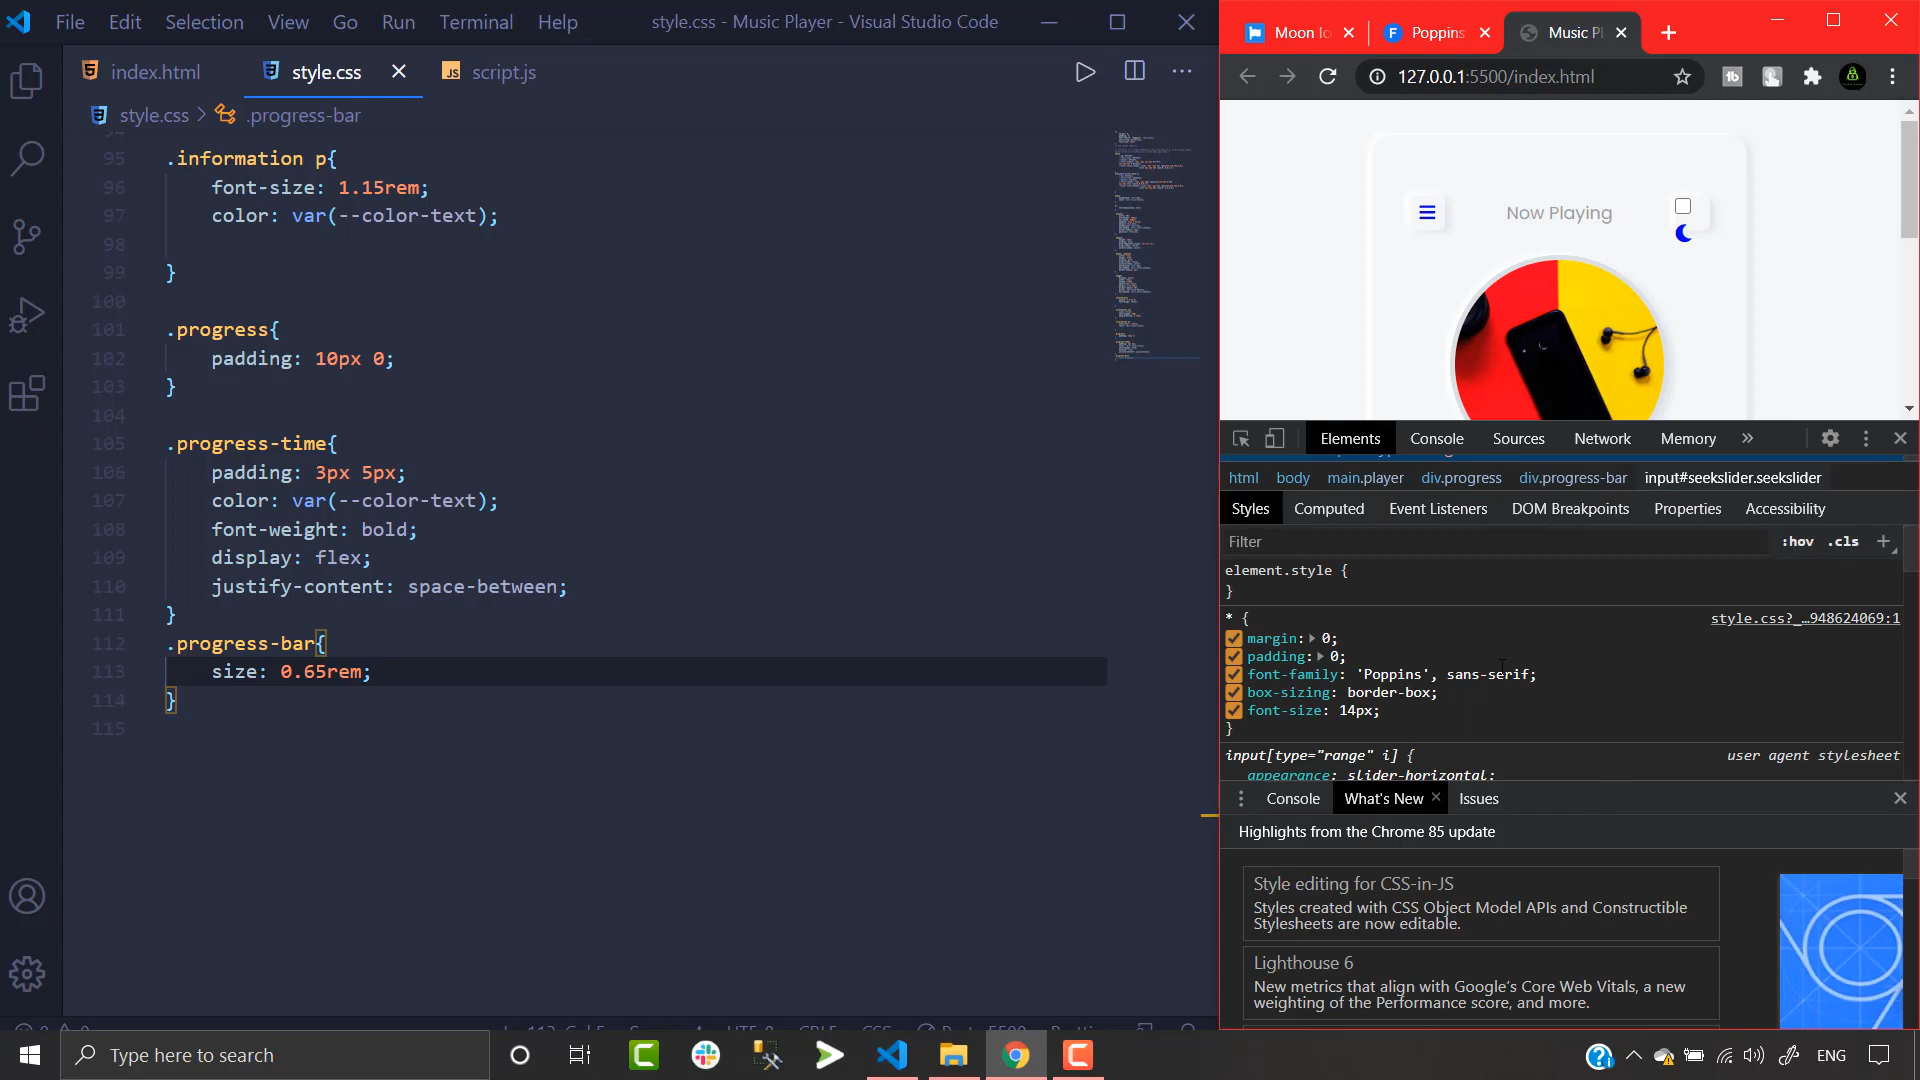 File Edit Selection View Go Run Terminal Help style.css - Music Player - Visual Studio Code
index.html style.css script.js
style.css > .progress-bar
95 .information p{
96 font-size: 1.15rem;
97 color: var(--color-text);
98
99 }
100
101 .progress{
102 padding: 10px 0;
103 }
104
105 .progress-time{
106 padding: 3px 5px;
107 color: var(--color-text);
108 font-weight: bold;
109 display: flex;
110 justify-content: space-between;
111 }
112 .progress-bar{
113 size: 0.65rem;
114 }
115
Moon Poppins Music Pl
127.0.0.1:5500/index.html
Now Playing
Elements Console Sources Network Memory »
html body main.player div.progress div.progress-bar input#seekslider.seekslider
Styles Computed Event Listeners DOM Breakpoints Properties Accessibility
Filter :hov .cls +
element.style {
}
* { style.css?_…948624069:1
margin: 0;
padding: 0;
font-family: 'Poppins', sans-serif;
box-sizing: border-box;
font-size: 14px;
}
input[type="range" i] { user agent stylesheet
appearance: slider-horizontal;
Console What's New Issues
Highlights from the Chrome 85 update
Style editing for CSS-in-JS
Styles created with CSS Object Model APIs and Constructible
Stylesheets are now editable.
Lighthouse 6
New metrics that align with Google's Core Web Vitals, a new
weighting of the Performance score, and more.
Type here to search
ENG